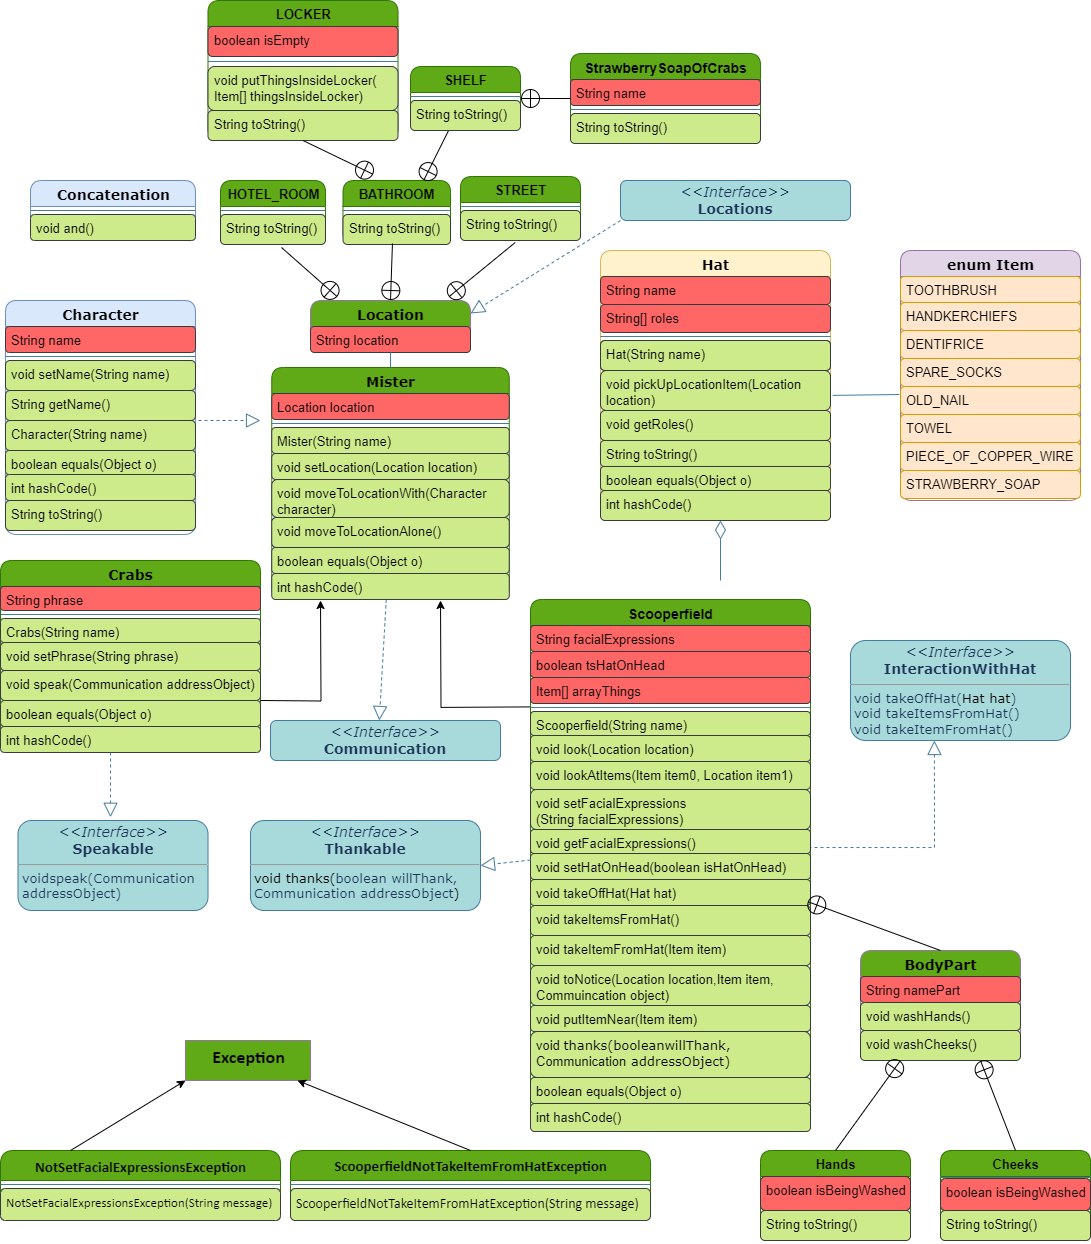 LOCKER
boolean isEmpty
void putThingsInsideLocker(
Item[] thingsInsideLocker)
String toString()
SHELF
String toString()
StrawberrySoapOfCrabs
String name
String toString()
Concatenation
void and()
HOTEL_ROOM
String toString()
BATHROOM
String toString()
STREET
String toString()
<<Interface>>
Locations
Character
String name
void setName(String name)
String getName()
Character(String name)
boolean equals(Object o)
int hashCode()
String toString()
Location
String location
Mister
Location location
Mister(String name)
void setLocation(Location location)
void moveToLocationWith(Character
character)
void moveToLocationAlone()
boolean equals(Object o)
int hashCode()
Hat
String name
String[] roles
Hat(String name)
void pickUpLocationItem(Location
location)
void getRoles()
String toString()
boolean equals(Object o)
int hashCode()
enum Item
TOOTHBRUSH
HANDKERCHIEFS
DENTIFRICE
SPARE_SOCKS
OLD_NAIL
TOWEL
PIECE_OF_COPPER_WIRE
STRAWBERRY_SOAP
Crabs
String phrase
Crabs(String name)
void setPhrase(String phrase)
void speak(Communication addressObject)
boolean equals(Object o)
int hashCode()
<<Interface>>
Communication
<<Interface>>
Speakable
voidspeak(Communication
addressObject)
<<Interface>>
Thankable
void thanks(boolean willThank,
Communication addressObject)
Scooperfield
String facialExpressions
boolean tsHatOnHead
Item[] arrayThings
Scooperfield(String name)
void look(Location location)
void lookAtItems(Item item0, Location item1)
void setFacialExpressions
(String facialExpressions)
void getFacialExpressions()
void setHatOnHead(boolean isHatOnHead)
void takeOffHat(Hat hat)
void takeItemsFromHat()
void takeItemFromHat(Item item)
void toNotice(Location location,Item item,
Commuincation object)
void putItemNear(Item item)
void thanks(booleanwillThank,
Communication addressObject)
boolean equals(Object o)
int hashCode()
<<Interface>>
InteractionWithHat
void takeOffHat(Hat hat)
void takeItemsFromHat()
void takeItemFromHat()
BodyPart
String namePart
void washHands()
void washCheeks()
Exception
NotSetFacialExpressionsException
NotSetFacialExpressionsException(String message)
ScooperfieldNotTakeItemFromHatException
ScooperfieldNotTakeItemFromHatException(String message)
Hands
boolean isBeingWashed
String toString()
Cheeks
boolean isBeingWashed
String toString()